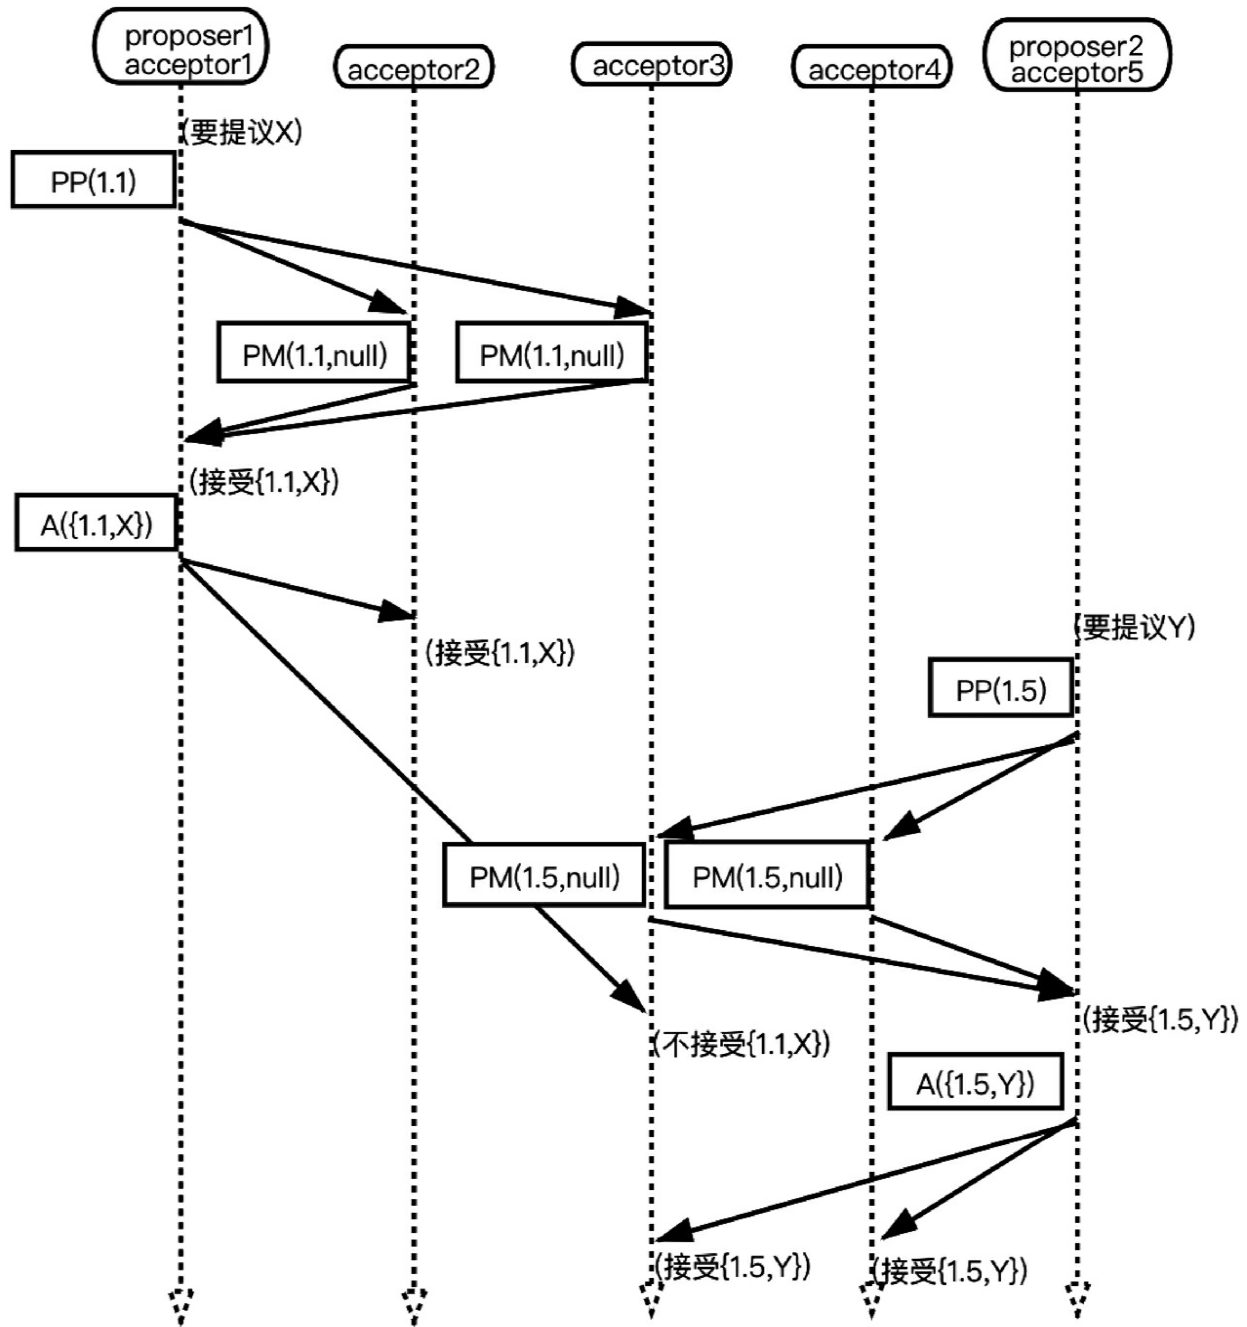 proposer1
acceptor1
acceptor2
acceptor3
acceptor4
proposer2
acceptor5
(要提议X)
PP(1.1)
PM(1.1,null)
PM(1.1,null)
(接受{1.1,X})
A({1.1,X})
(要提议Y)
(接受{1.1,X})
PP(1.5)
PM(1.5,null)
PM(1.5,null)
(接受{1.5,Y})
(不接受{1.1,X})
A({1.5,Y})
(接受{1.5,Y})
(接受{1.5,Y})